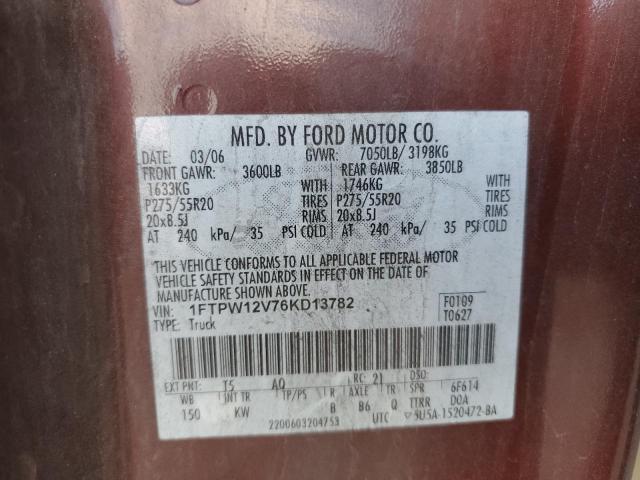 MFD. BY FORD MOTOR CO.
DATE: 03/06 GVWR: 7050LB/ 3198KG
FRONT GAWR: 3600LB REAR GAWR: 3850LB
1633KG WITH 1746KG WITH
P275/55R20 TIRES P275/55R20 TIRES
20x8.5J RIMS 20x8.5J RIMS
AT 240 kPa/ 35 PSI COLD AT 240 kPa/ 35 PSI COLD
THIS VEHICLE CONFORMS TO ALL APPLICABLE FEDERAL MOTOR
VEHICLE SAFETY STANDARDS IN EFFECT ON THE DATE OF
MANUFACTURE SHOWN ABOVE.
VIN: 1FTPW12V76KD13782 F0109
TYPE: Truck T0627
EXT PNT: T5 AQ RC: 21 DSO:
WB INT TR TP/PS R AXLE TR SPR 6F614
150 KW B B6 Q TTRR DOA
2200603204753 UTC 5U5A-1520472-BA